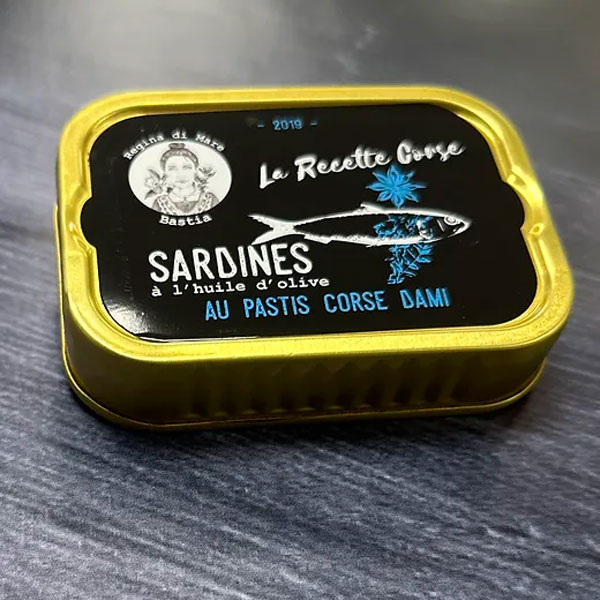 - 2019 -
Regina di Mare
Bastia
La Recette Corse
SARDINES
à l'huile d'olive
AU PASTIS CORSE DAMI